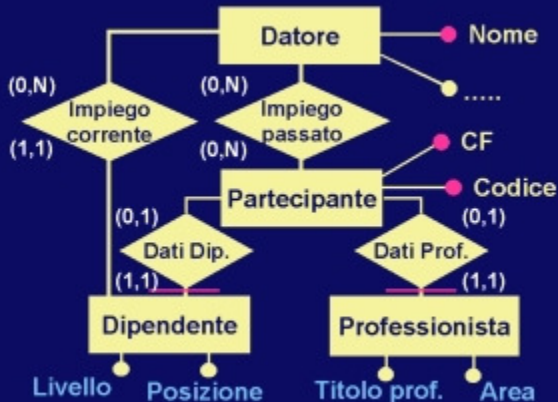 Datore
Nome
.....
(0,N)
(0,N)
Impiego
corrente
Impiego
passato
(1,1)
(0,N)
CF
Partecipante
Codice
(0,1)
(0,1)
Dati Dip.
Dati Prof.
(1,1)
(1,1)
Dipendente
Professionista
Livello
Posizione
Titolo prof.
Area